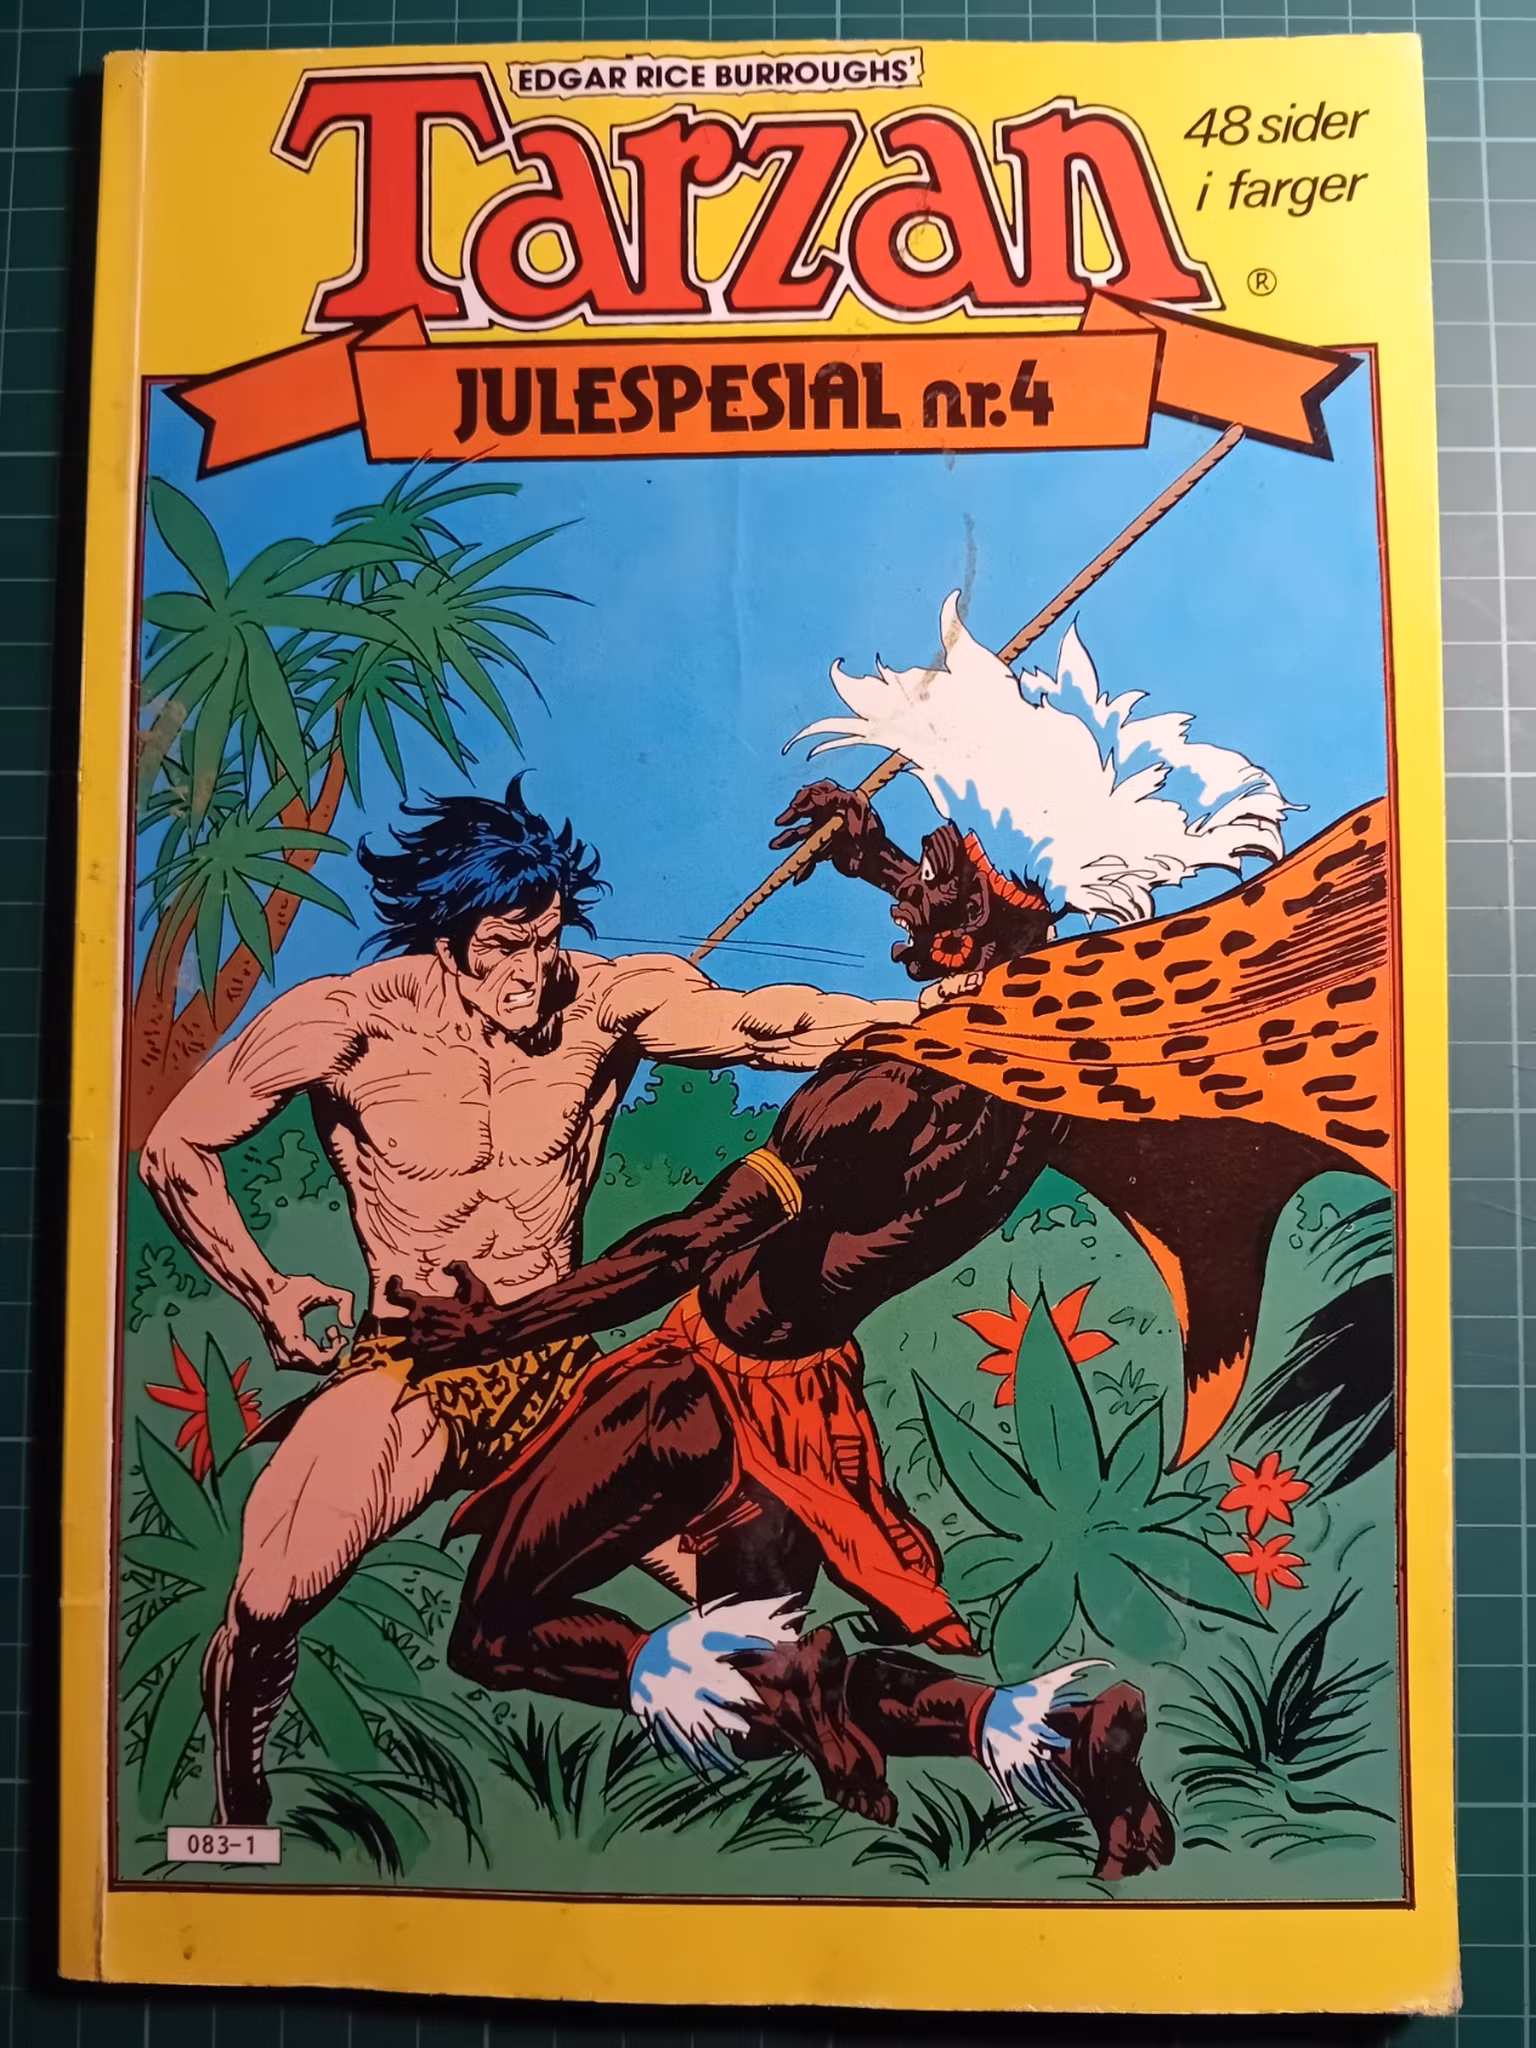 EDGAR RICE BURROUGHS'
Tarzan
48 sider
i farger
®
JULESPESIAL nr.4
083-1